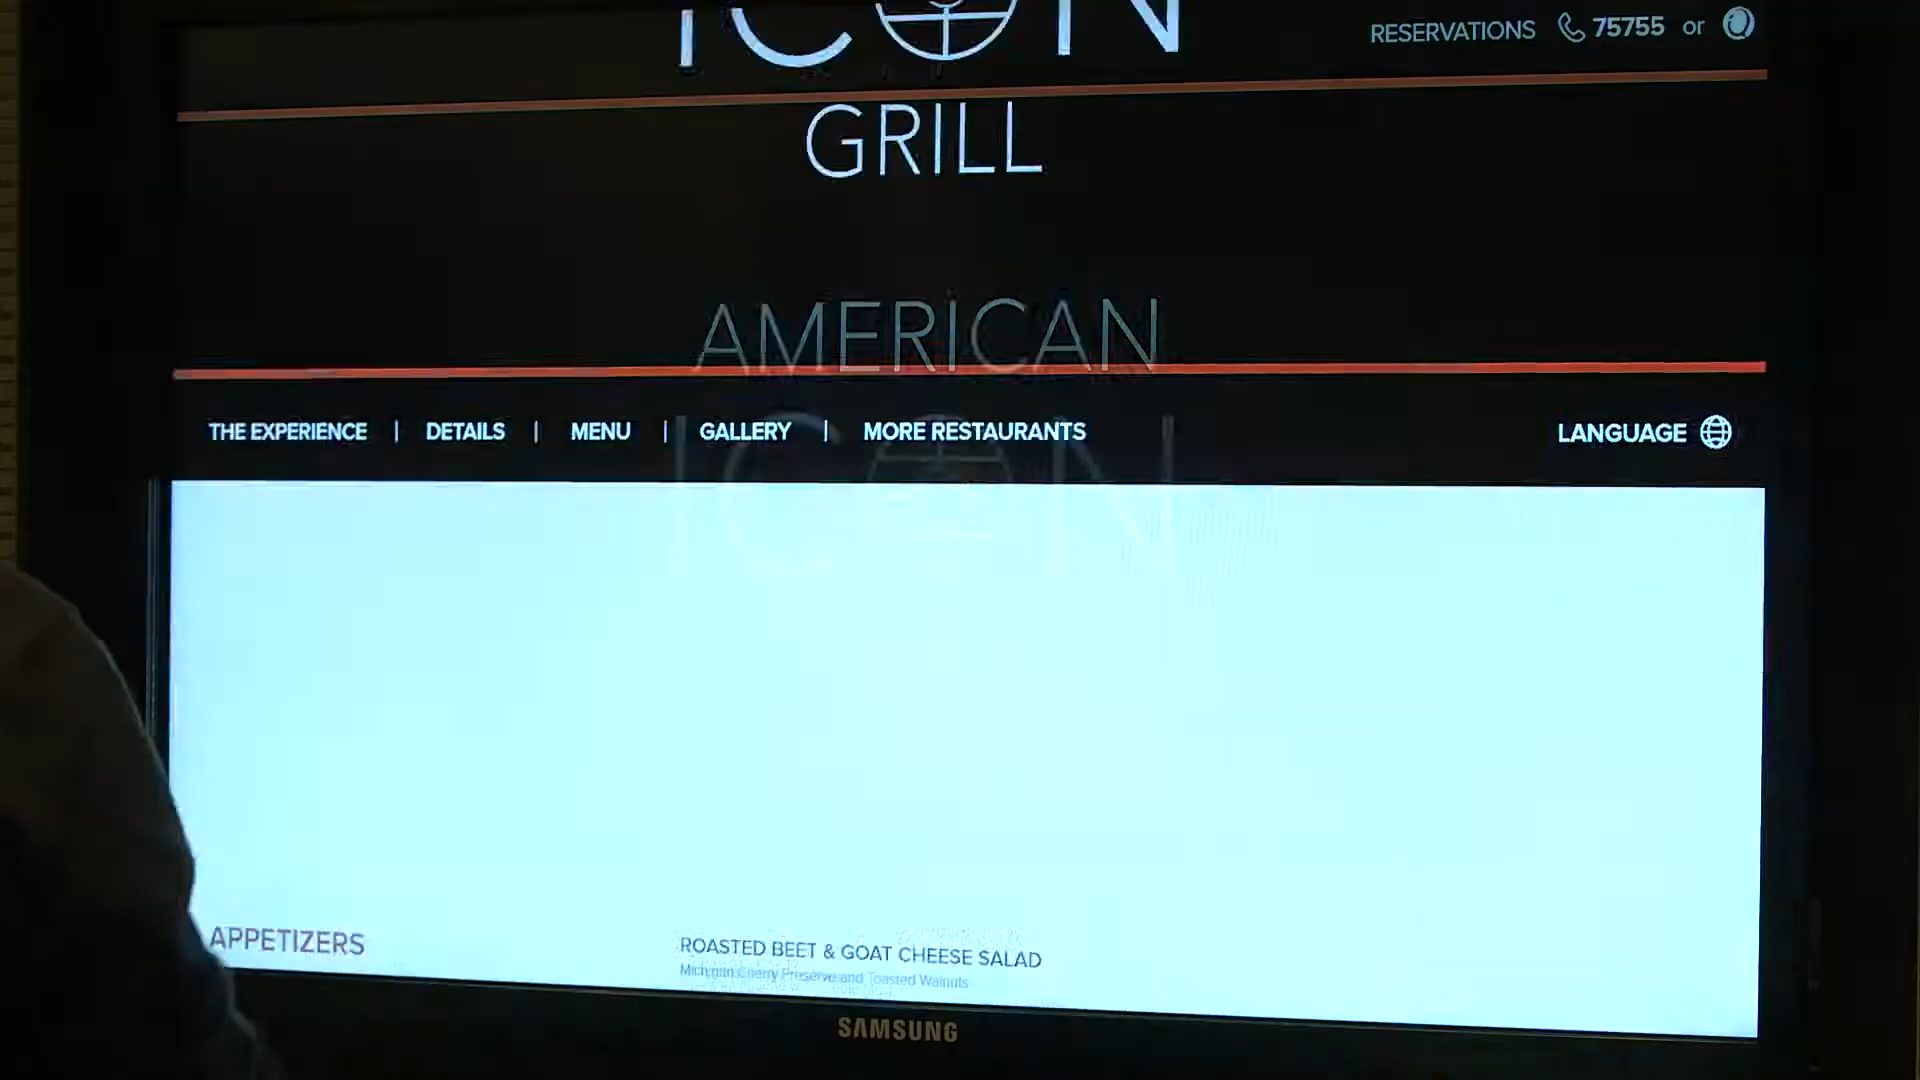 ICON
RESERVATIONS 75755 or
GRILL
AMERICAN
THE EXPERIENCE | DETAILS | MENU | GALLERY | MORE RESTAURANTS
LANGUAGE
ICON
APPETIZERS
ROASTED BEET & GOAT CHEESE SALAD
Michigan Cherry Preserve and Toasted Walnuts
SAMSUNG